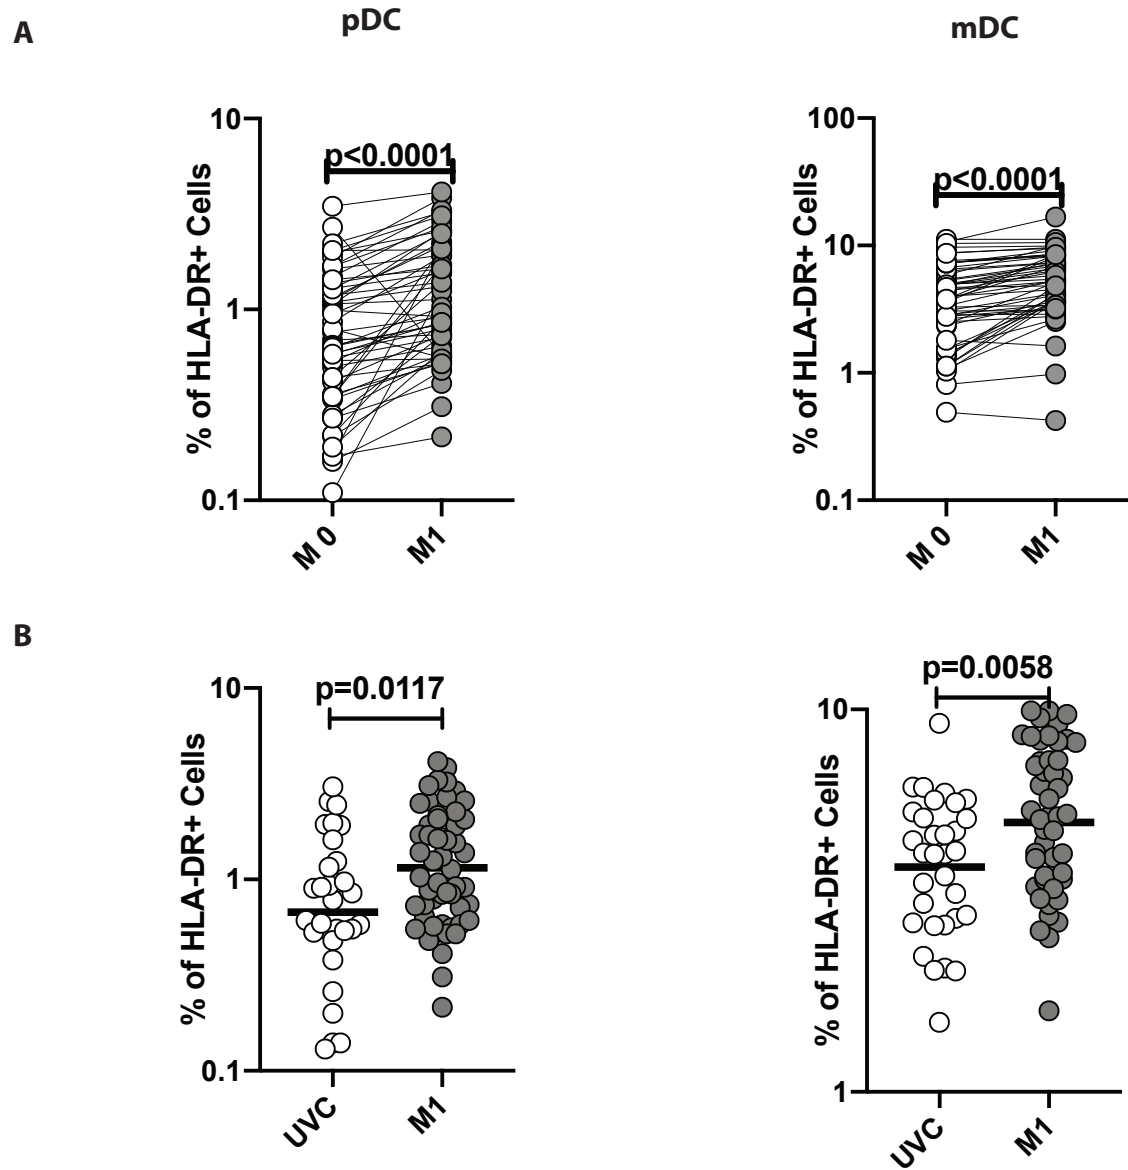 A
pDC
mDC
10
1
0.1
% of HLA-DR+ Cells
p<0.0001
M 0
M1
100
10
1
0.1
% of HLA-DR+ Cells
p<0.0001
M 0
M1
B
10
1
0.1
% of HLA-DR+ Cells
p=0.0117
UVC
M1
10
1
% of HLA-DR+ Cells
p=0.0058
UVC
M1